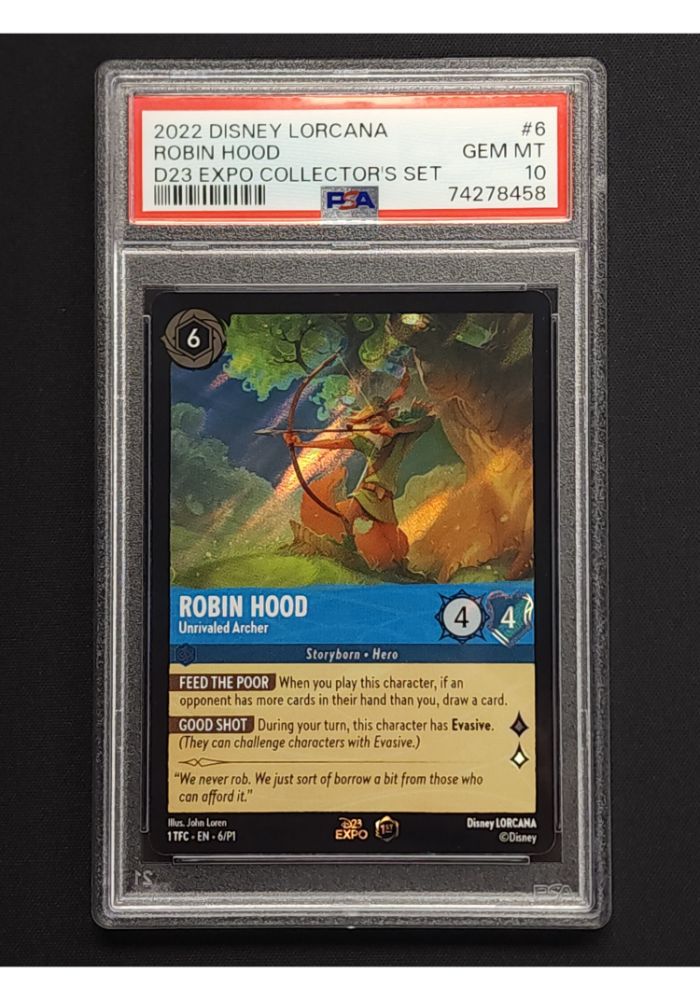 2022 DISNEY LORCANA #6
ROBIN HOOD GEM MT
D23 EXPO COLLECTOR'S SET 10
PSA 74278458
6
ROBIN HOOD
Unrivaled Archer
4 4
Storyborn • Hero
FEED THE POOR When you play this character, if an
opponent has more cards in their hand than you, draw a card.
GOOD SHOT During your turn, this character has Evasive.
(They can challenge characters with Evasive.)
“We never rob. We just sort of borrow a bit from those who
can afford it.”
Illus. John Loren
1 TFC • EN • 6/P1
D23
EXPO
1ST
Disney LORCANA
©Disney
21
PSA